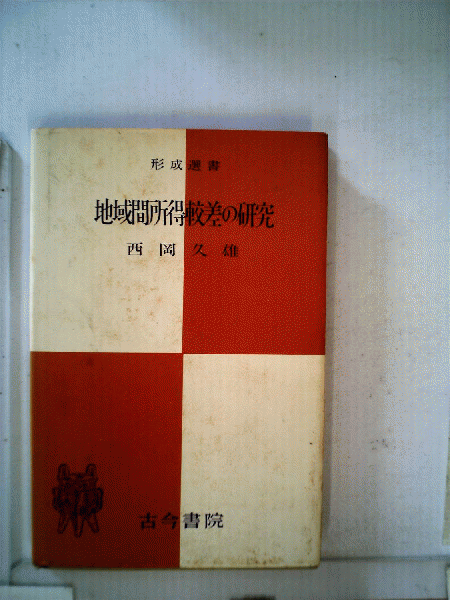 形成選書
地域間所得較差の研究
西岡久雄
古今書院